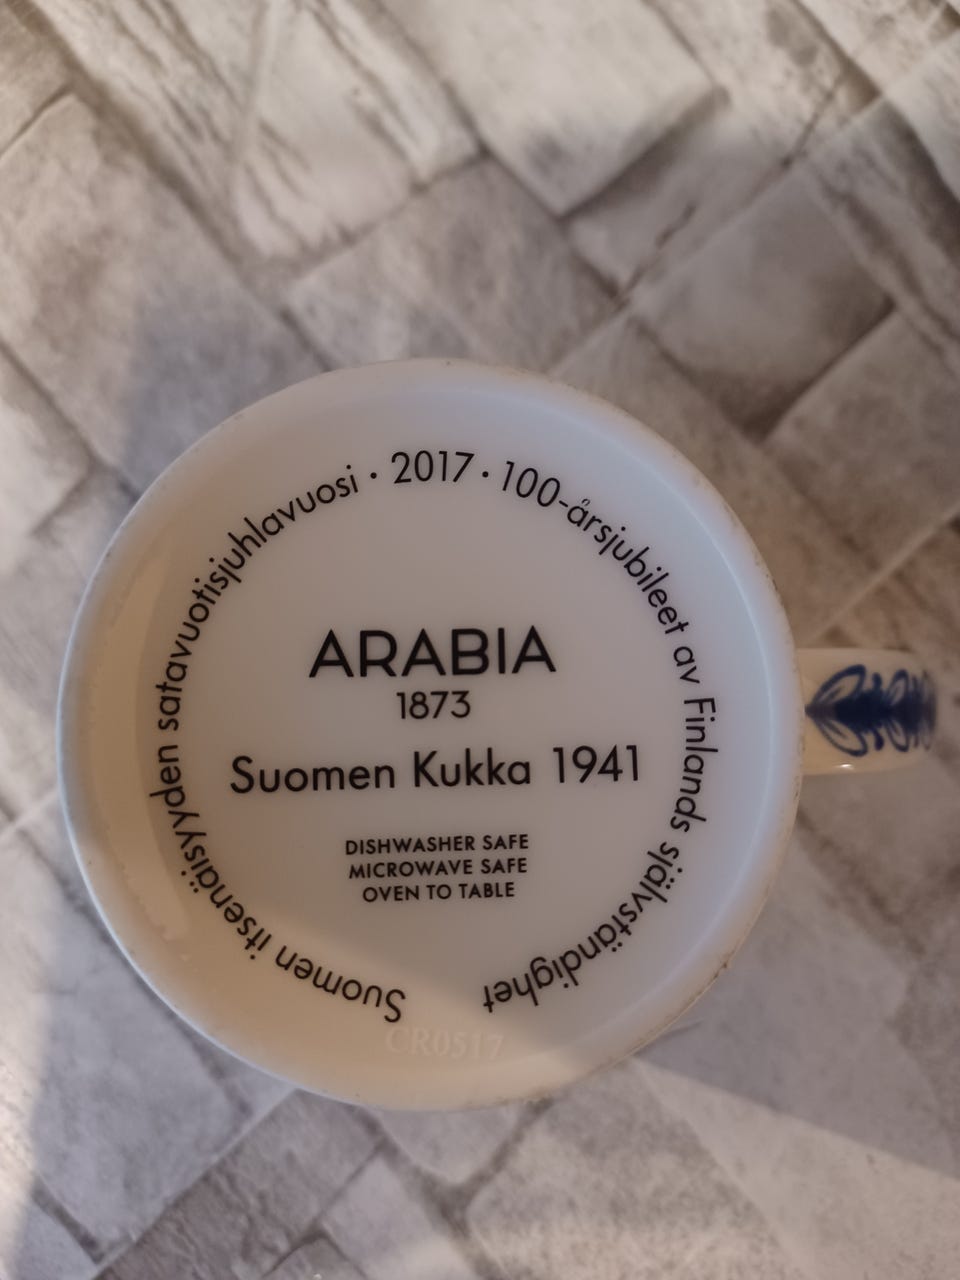 Suomen itsenäisyyden satavuotisjuhlavuosi • 2017 • 100-årsjubileet av Finlands självständighet
ARABIA
1873
Suomen Kukka 1941
DISHWASHER SAFE
MICROWAVE SAFE
OVEN TO TABLE
CR0517